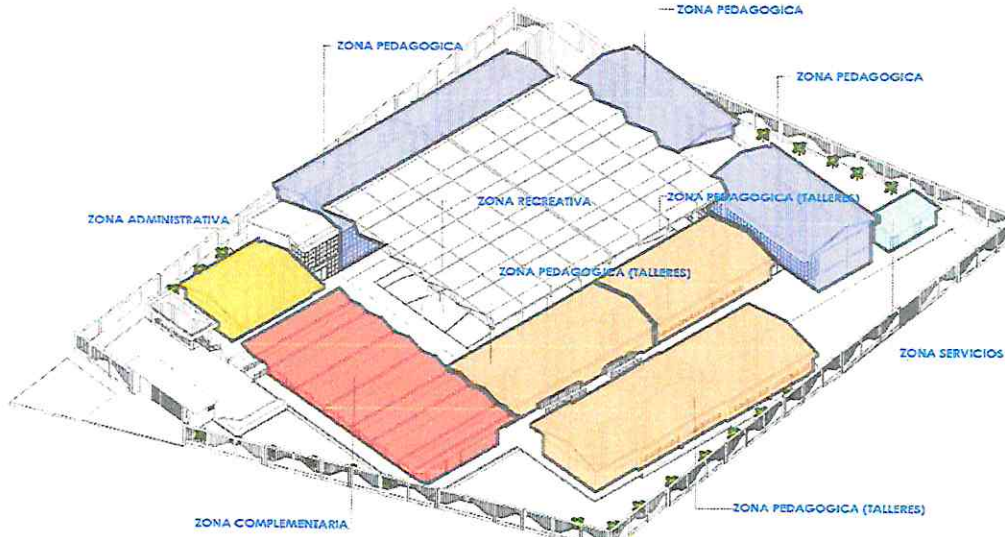 ZONA PEDAGOGICA
ZONA PEDAGOGICA
ZONA PEDAGOGICA
ZONA ADMINISTRATIVA
ZONA RECREATIVA
ZONA PEDAGOGICA (TALLERES)
ZONA PEDAGOGICA (TALLERES)
ZONA SERVICIOS
ZONA PEDAGOGICA (TALLERES)
ZONA COMPLEMENTARIA